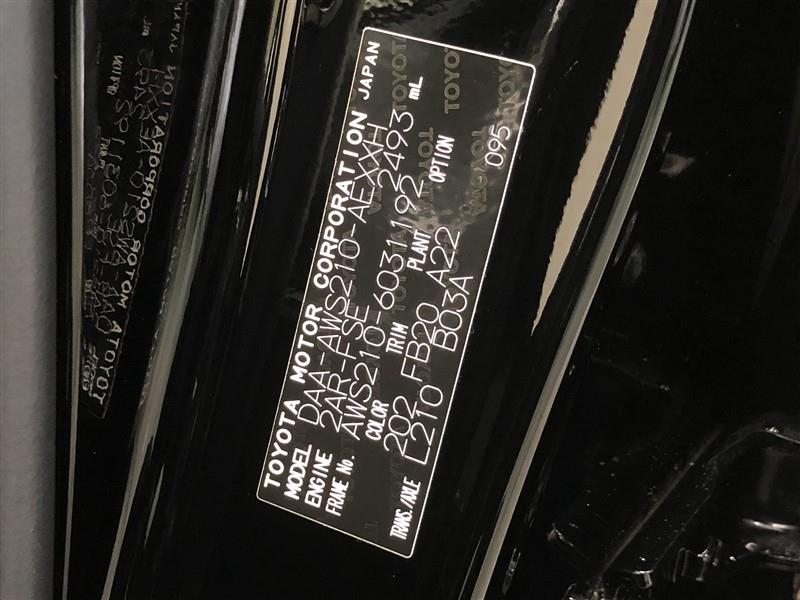 TOYOTA MOTOR CORPORATION JAPAN
MODEL DAA-AWS210-AEXXH
ENGINE 2AR-FSE 2493 mL
FRAME No. AWS210-6031192
COLOR TRIM PLANT OPTION
202 FB20 A22 095
TRANS./AXLE L210 B03A